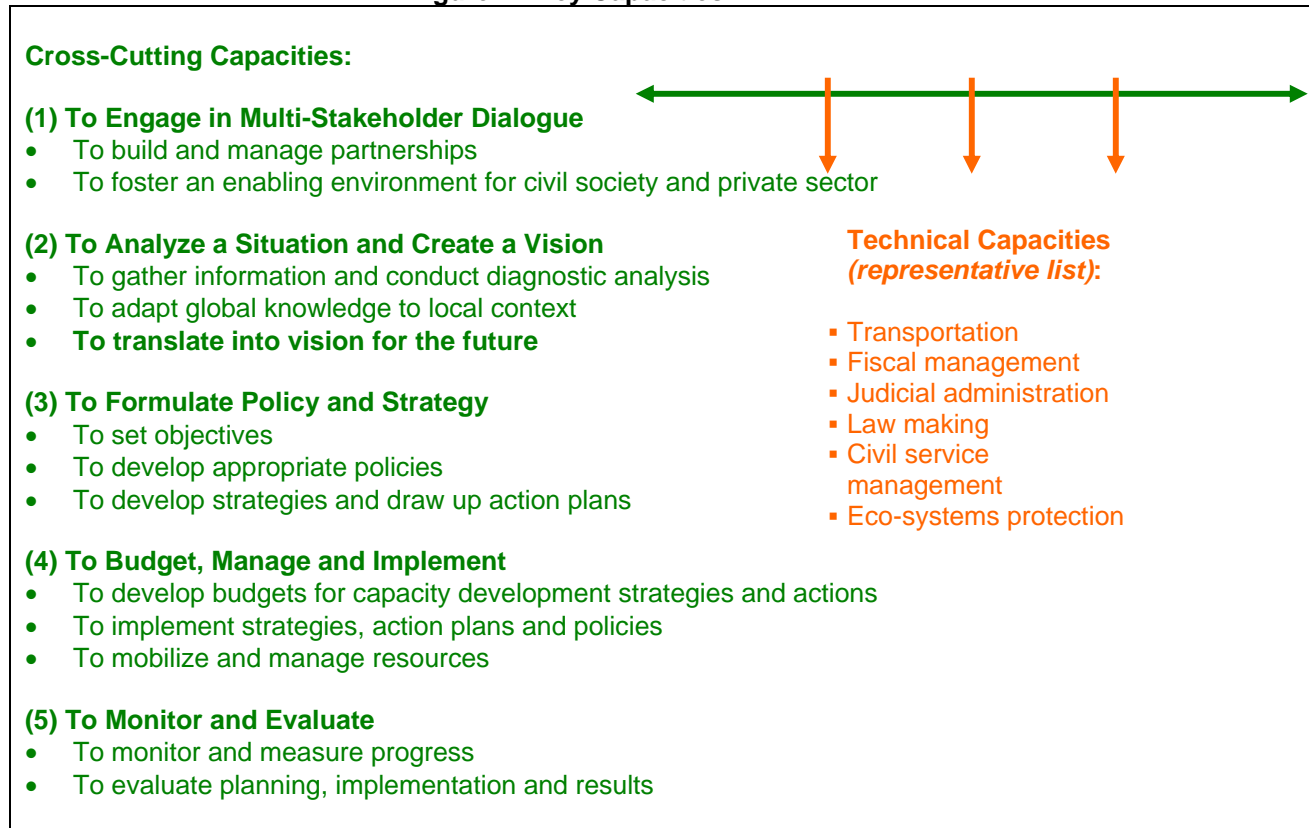 Cross-Cutting Capacities:
(1) To Engage in Multi-Stakeholder Dialogue
• To build and manage partnerships
• To foster an enabling environment for civil society and private sector
(2) To Analyze a Situation and Create a Vision
• To gather information and conduct diagnostic analysis
• To adapt global knowledge to local context
• To translate into vision for the future
(3) To Formulate Policy and Strategy
• To set objectives
• To develop appropriate policies
• To develop strategies and draw up action plans
(4) To Budget, Manage and Implement
• To develop budgets for capacity development strategies and actions
• To implement strategies, action plans and policies
• To mobilize and manage resources
(5) To Monitor and Evaluate
• To monitor and measure progress
• To evaluate planning, implementation and results
Technical Capacities
(representative list):
▪ Transportation
▪ Fiscal management
▪ Judicial administration
▪ Law making
▪ Civil service
management
▪ Eco-systems protection